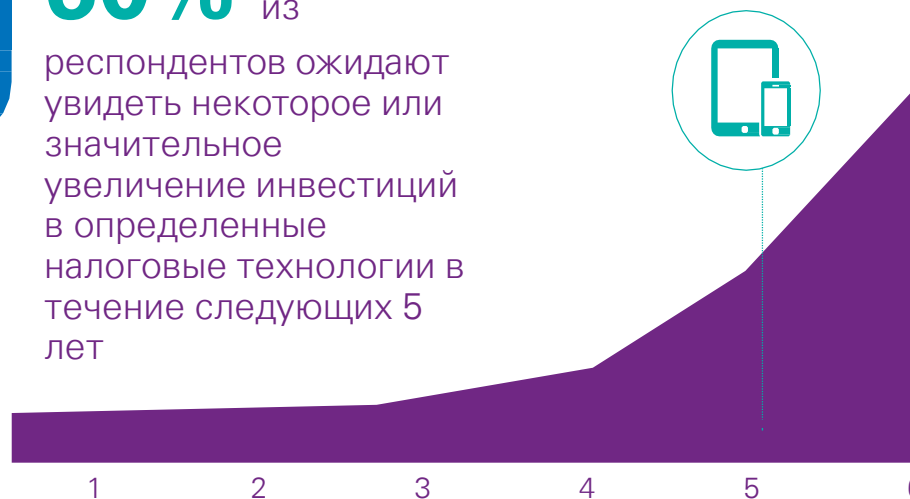 из
респондентов ожидают
увидеть некоторое или
значительное
увеличение инвестиций
в определенные
налоговые технологии в
течение следующих 5
лет
1 2 3 4 5